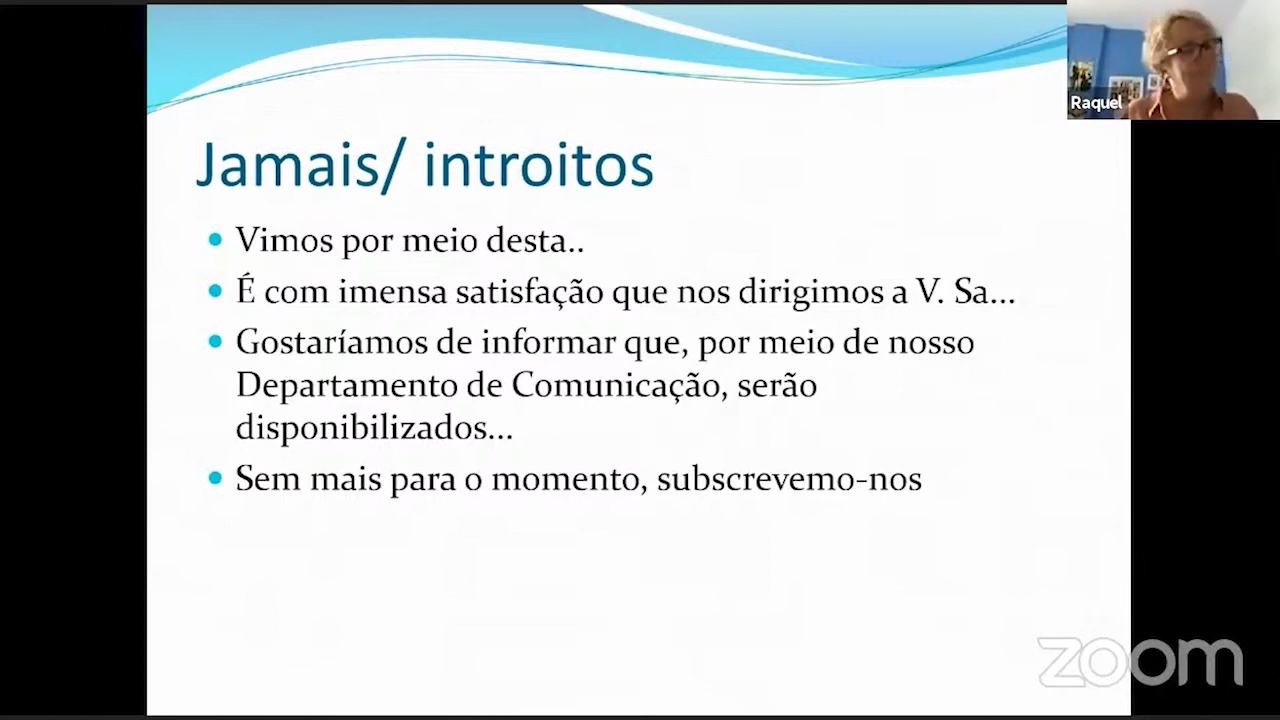 Raquel
Jamais/ introitos
Vimos por meio desta..
É com imensa satisfação que nos dirigimos a V. Sa...
Gostaríamos de informar que, por meio de nosso
Departamento de Comunicação, serão
disponibilizados...
Sem mais para o momento, subscrevemo-nos
zoom